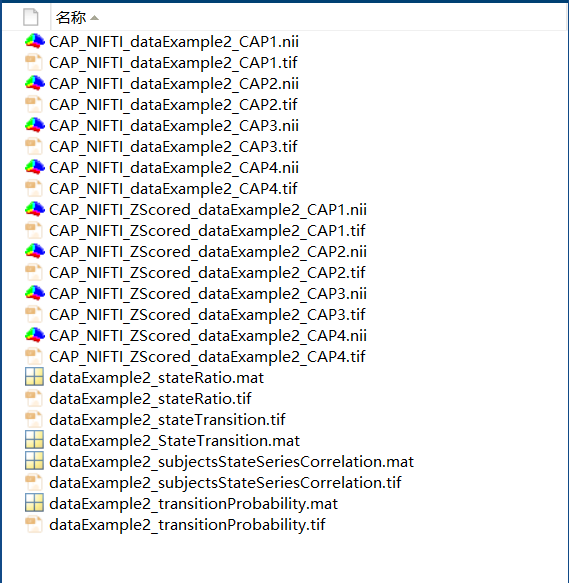 名称
CAP_NIFTI_dataExample2_CAP1.nii
CAP_NIFTI_dataExample2_CAP1.tif
CAP_NIFTI_dataExample2_CAP2.nii
CAP_NIFTI_dataExample2_CAP2.tif
CAP_NIFTI_dataExample2_CAP3.nii
CAP_NIFTI_dataExample2_CAP3.tif
CAP_NIFTI_dataExample2_CAP4.nii
CAP_NIFTI_dataExample2_CAP4.tif
CAP_NIFTI_ZScored_dataExample2_CAP1.nii
CAP_NIFTI_ZScored_dataExample2_CAP1.tif
CAP_NIFTI_ZScored_dataExample2_CAP2.nii
CAP_NIFTI_ZScored_dataExample2_CAP2.tif
CAP_NIFTI_ZScored_dataExample2_CAP3.nii
CAP_NIFTI_ZScored_dataExample2_CAP3.tif
CAP_NIFTI_ZScored_dataExample2_CAP4.nii
CAP_NIFTI_ZScored_dataExample2_CAP4.tif
dataExample2_stateRatio.mat
dataExample2_stateRatio.tif
dataExample2_stateTransition.tif
dataExample2_StateTransition.mat
dataExample2_subjectsStateSeriesCorrelation.mat
dataExample2_subjectsStateSeriesCorrelation.tif
dataExample2_transitionProbability.mat
dataExample2_transitionProbability.tif